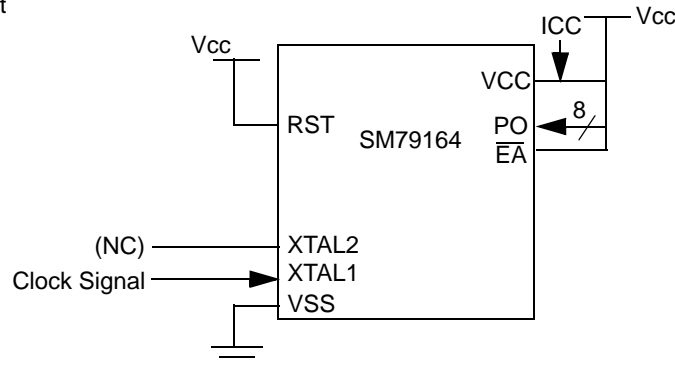 t
ICC
Vcc
Vcc
VCC
8
RST
PO
SM79164
EA
(NC)
XTAL2
Clock Signal
XTAL1
VSS